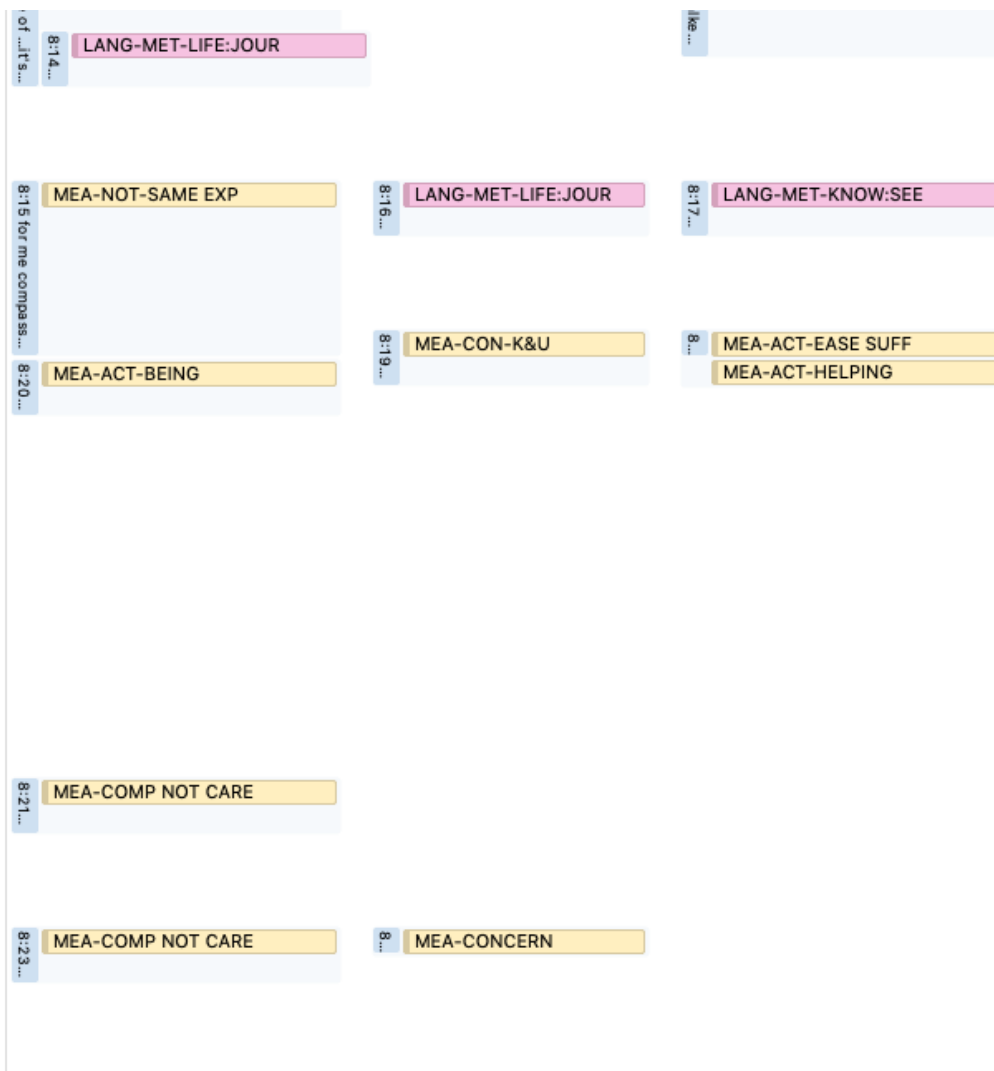 of ...it's...
8:14...
LANG-MET-LIFE:JOUR
ike...
8:15 for me compass...
MEA-NOT-SAME EXP
8:16...
LANG-MET-LIFE:JOUR
8:17...
LANG-MET-KNOW:SEE
8:19...
MEA-CON-K&U
8...
MEA-ACT-EASE SUFF
MEA-ACT-HELPING
8:20...
MEA-ACT-BEING
8:21...
MEA-COMP NOT CARE
8:23...
MEA-COMP NOT CARE
8...
MEA-CONCERN